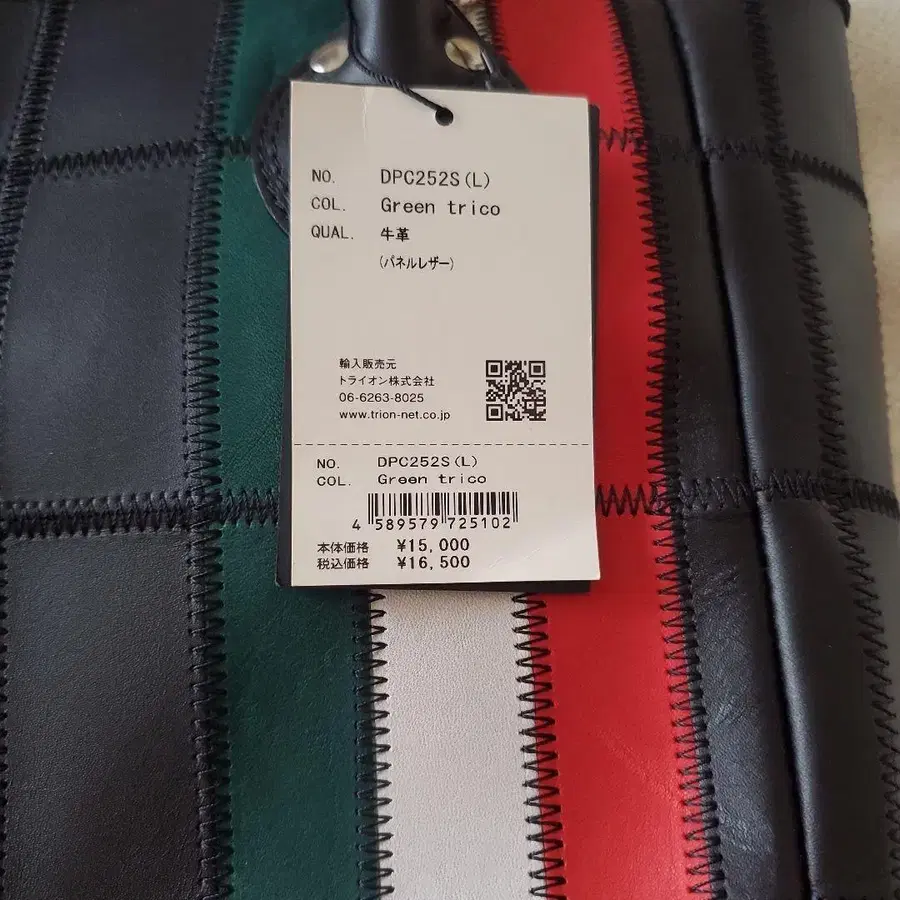 NO. DPC252S(L)
COL. Green trico
QUAL. 牛革
(パネルレザー)
輸入販売元
トライオン株式会社
06-6263-8025
www.trion-net.co.jp
NO. DPC252S(L)
COL. Green trico
4 589579 725102
本体価格 ¥15,000
税込価格 ¥16,500